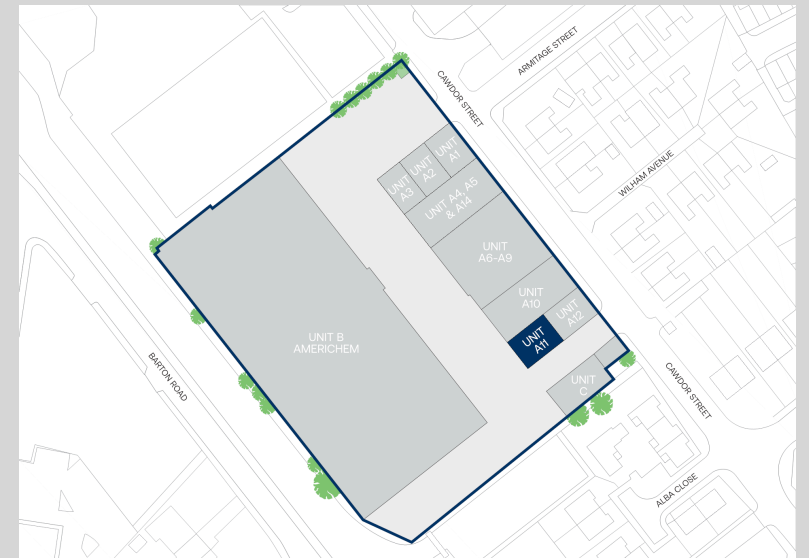 ARMITAGE STREET
CAWDOR STREET
WILHAM AVENUE
UNIT
A1
UNIT
A2
UNIT
A3
UNIT A4, A5
& A14
UNIT
A6-A9
UNIT
A10
UNIT
A12
UNIT
A11
UNIT B
AMERICHEM
BARTON ROAD
UNIT
C
CAWDOR STREET
ALBA CLOSE